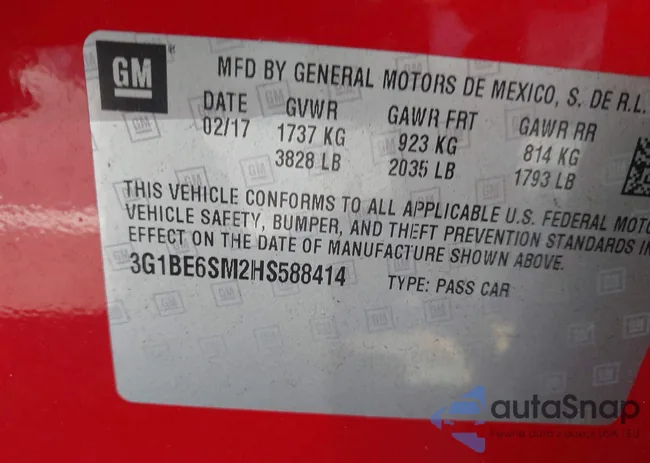 GM
MFD BY GENERAL MOTORS DE MEXICO, S. DE R.L.
DATE GVWR GAWR FRT GAWR RR
02/17 1737 KG 923 KG 814 KG
3828 LB 2035 LB 1793 LB
THIS VEHICLE CONFORMS TO ALL APPLICABLE U.S. FEDERAL MOTO
VEHICLE SAFETY, BUMPER, AND THEFT PREVENTION STANDARDS IN
EFFECT ON THE DATE OF MANUFACTURE SHOWN ABOVE.
3G1BE6SM2HS588414 TYPE: PASS CAR
autaSnap